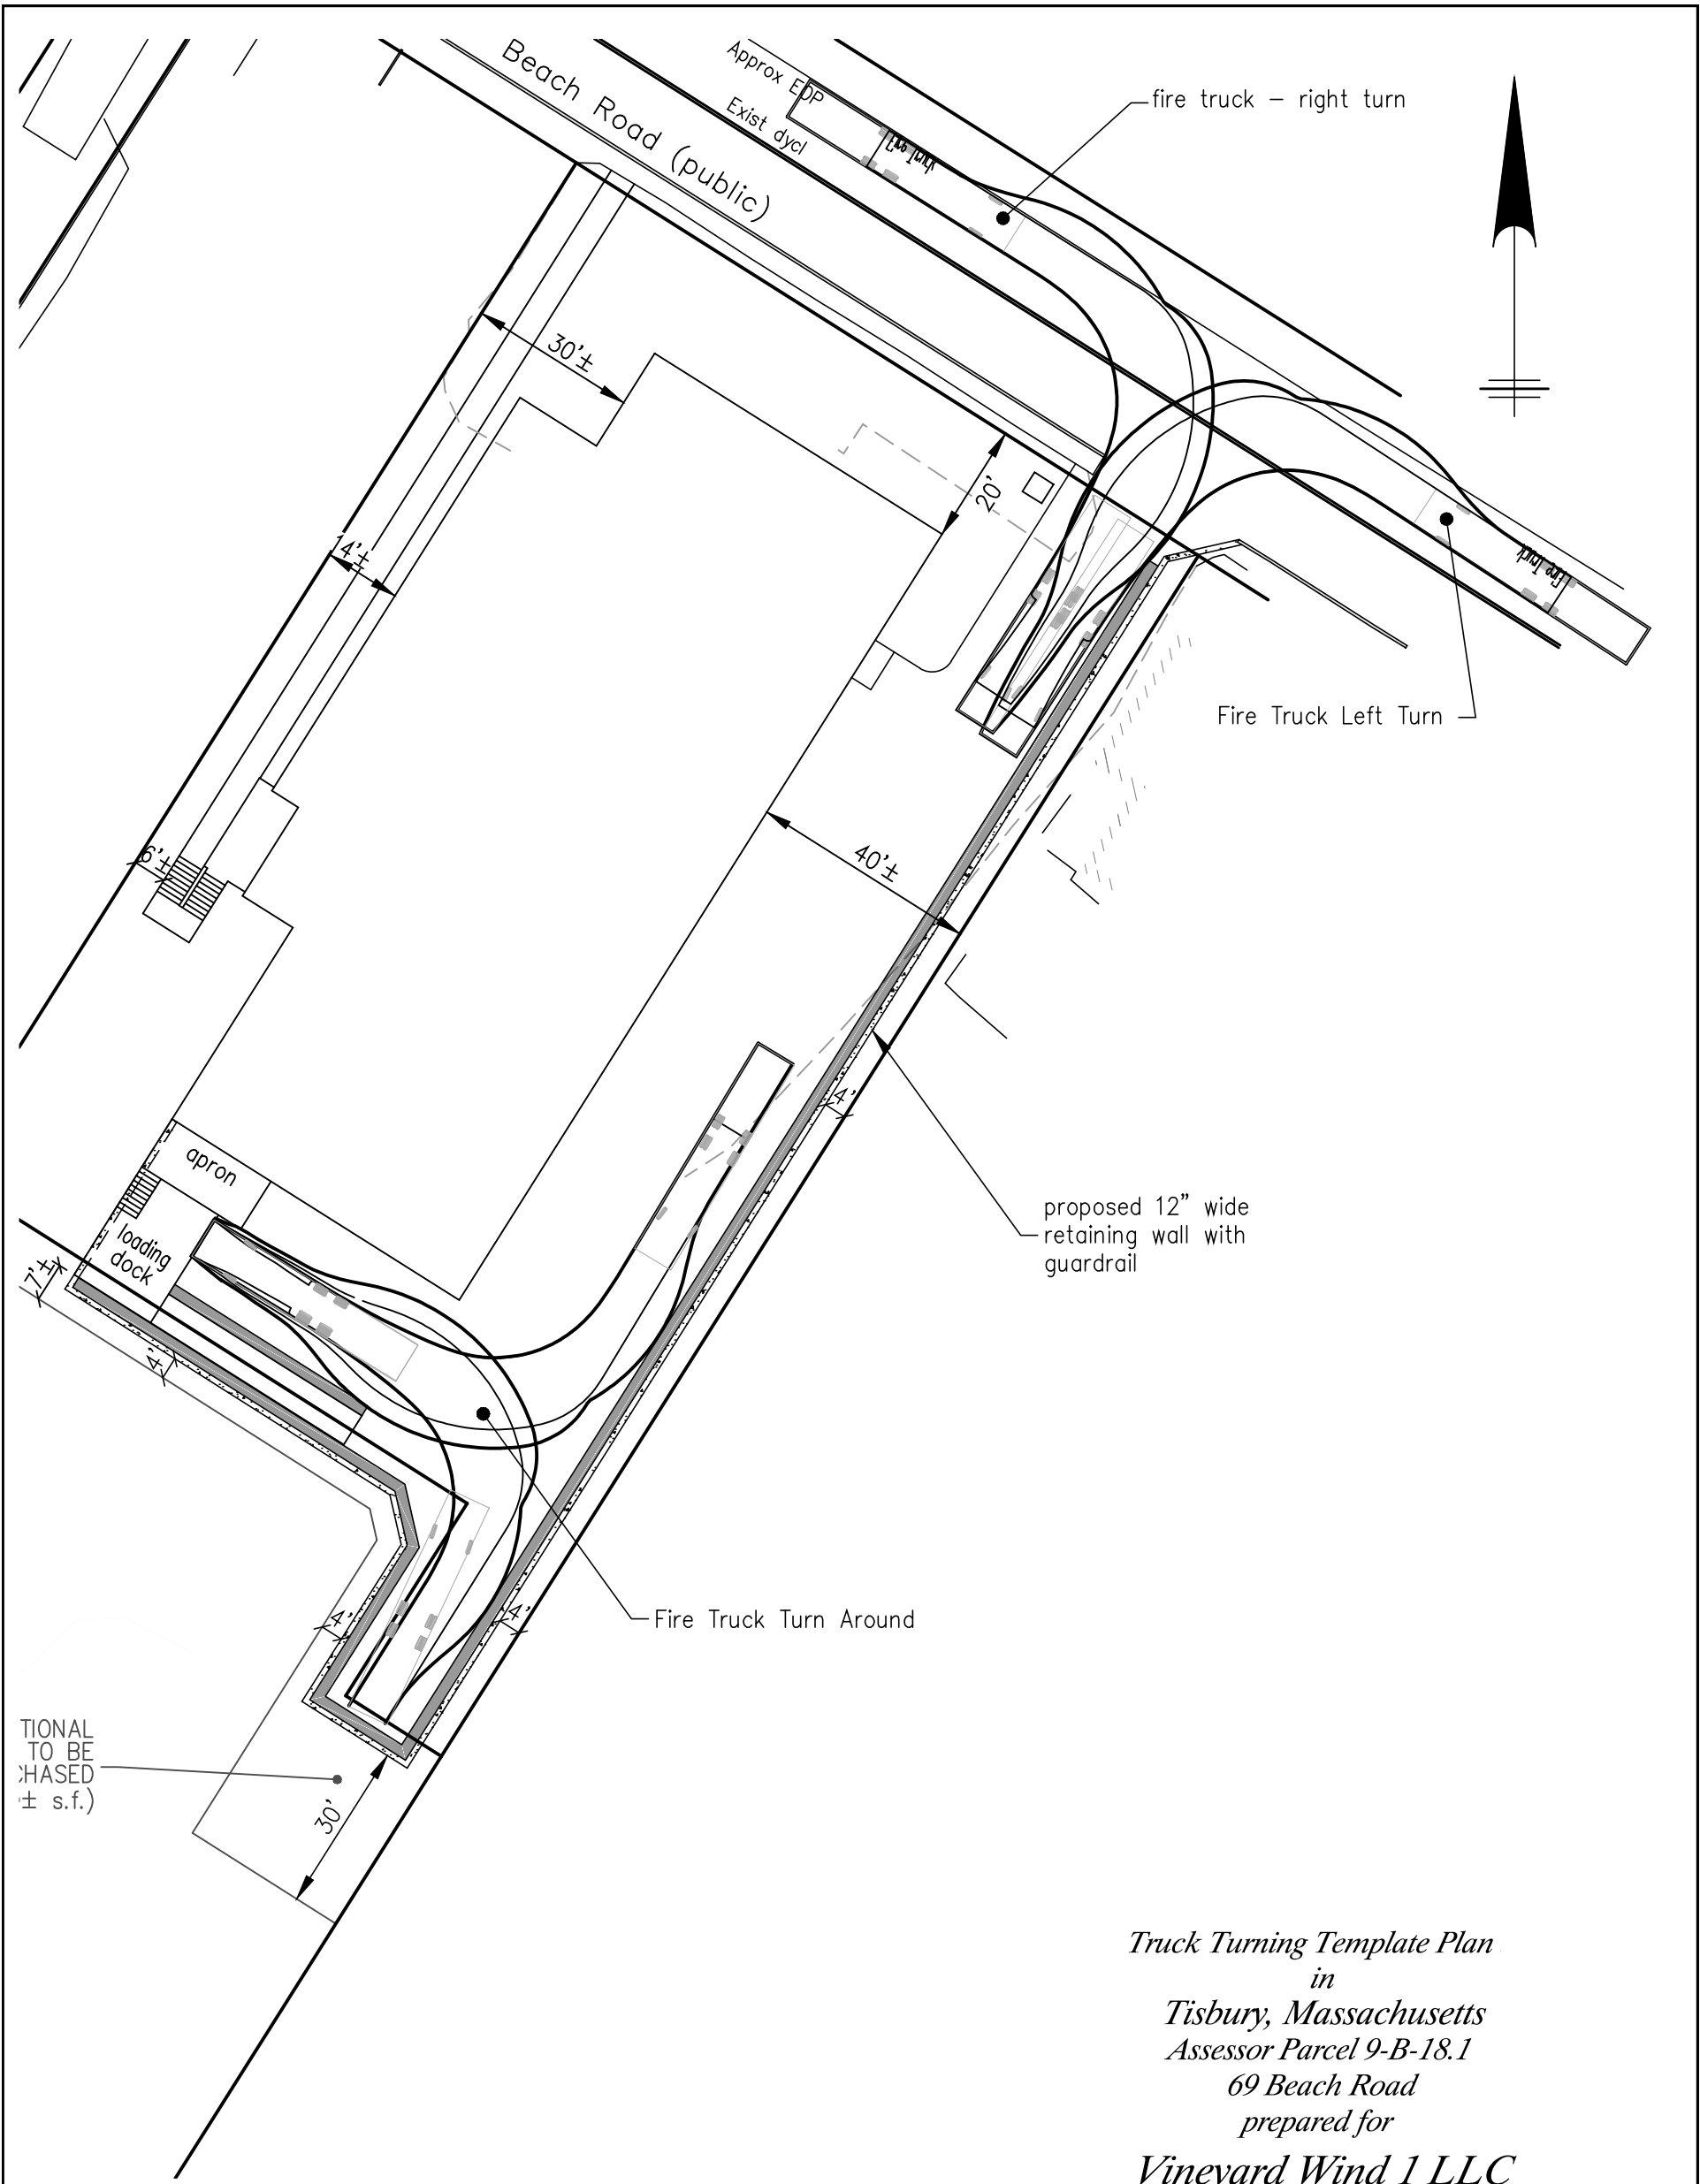 Beach Road (public)
Approx EOP
Exist dycl
fire truck – right turn
30'±
14'±
20'
fire truck
Fire Truck Left Turn
6'±
40'±
4'
apron
loading
dock
7'±
4'
proposed 12" wide
retaining wall with
guardrail
4'
4'
Fire Truck Turn Around
TIONAL
TO BE
CHASED
± s.f.)
30'
Truck Turning Template Plan
in
Tisbury, Massachusetts
Assessor Parcel 9-B-18.1
69 Beach Road
prepared for
Vineyard Wind 1 LLC